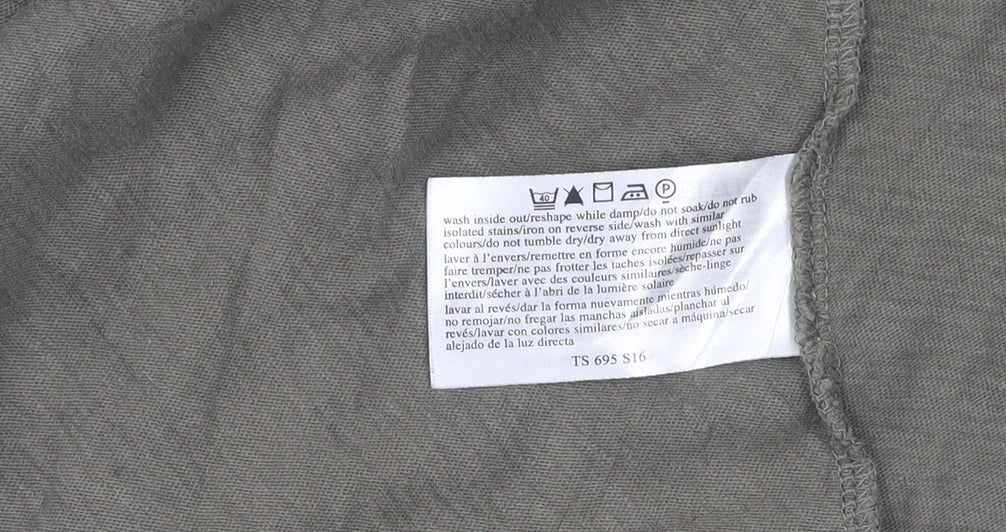 40 P
wash inside out/reshape while damp/do not soak/do not rub
isolated stains/iron on reverse side/wash with similar
colours/do not tumble dry/dry away from direct sunlight
laver à l'envers/remettre en forme encore humide/ne pas
faire tremper/ne pas frotter les taches isolées/repasser sur
l'envers/laver avec des couleurs similaires/sèche-linge
interdit/sécher à l'abri de la lumière solaire
lavar al revés/dar la forma nuevamente mientras húmedo/
no remojar/no fregar las manchas aisladas/planchar al
revés/lavar con colores similares/no secar a máquina/secar
alejado de la luz directa
TS 695 S16